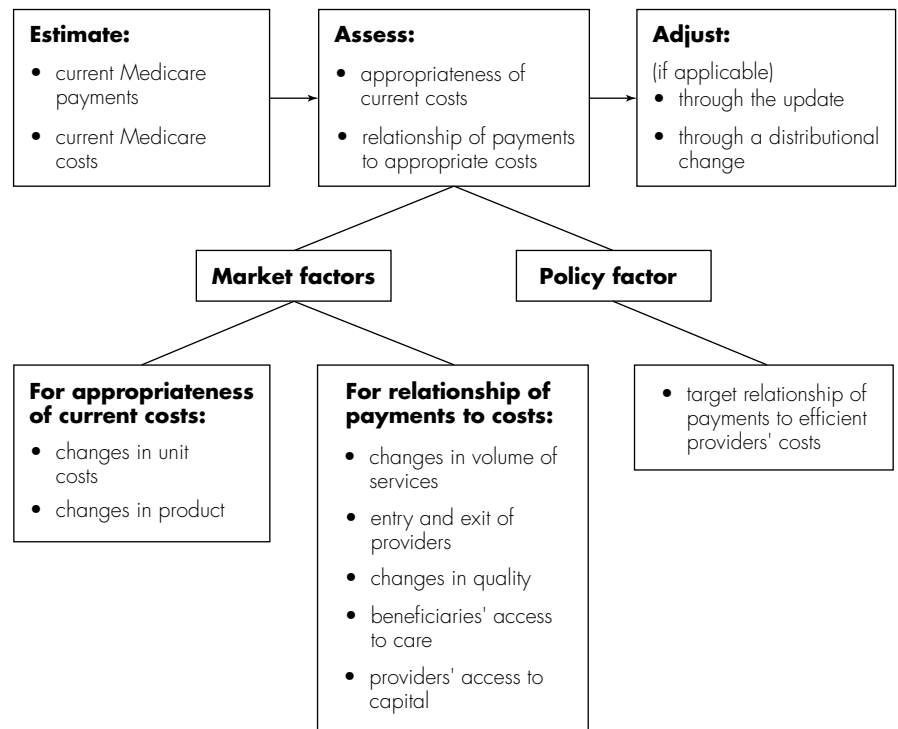 Estimate:
• current Medicare
payments
• current Medicare
costs
Assess:
• appropriateness of
current costs
• relationship of payments
to appropriate costs
Adjust:
(if applicable)
• through the update
• through a distributional
change
Market factors
Policy factor
For appropriateness
of current costs:
• changes in unit
costs
• changes in product
For relationship of
payments to costs:
• changes in volume of
services
• entry and exit of
providers
• changes in quality
• beneficiaries' access
to care
• providers' access to
capital
• target relationship of
payments to efficient
providers' costs